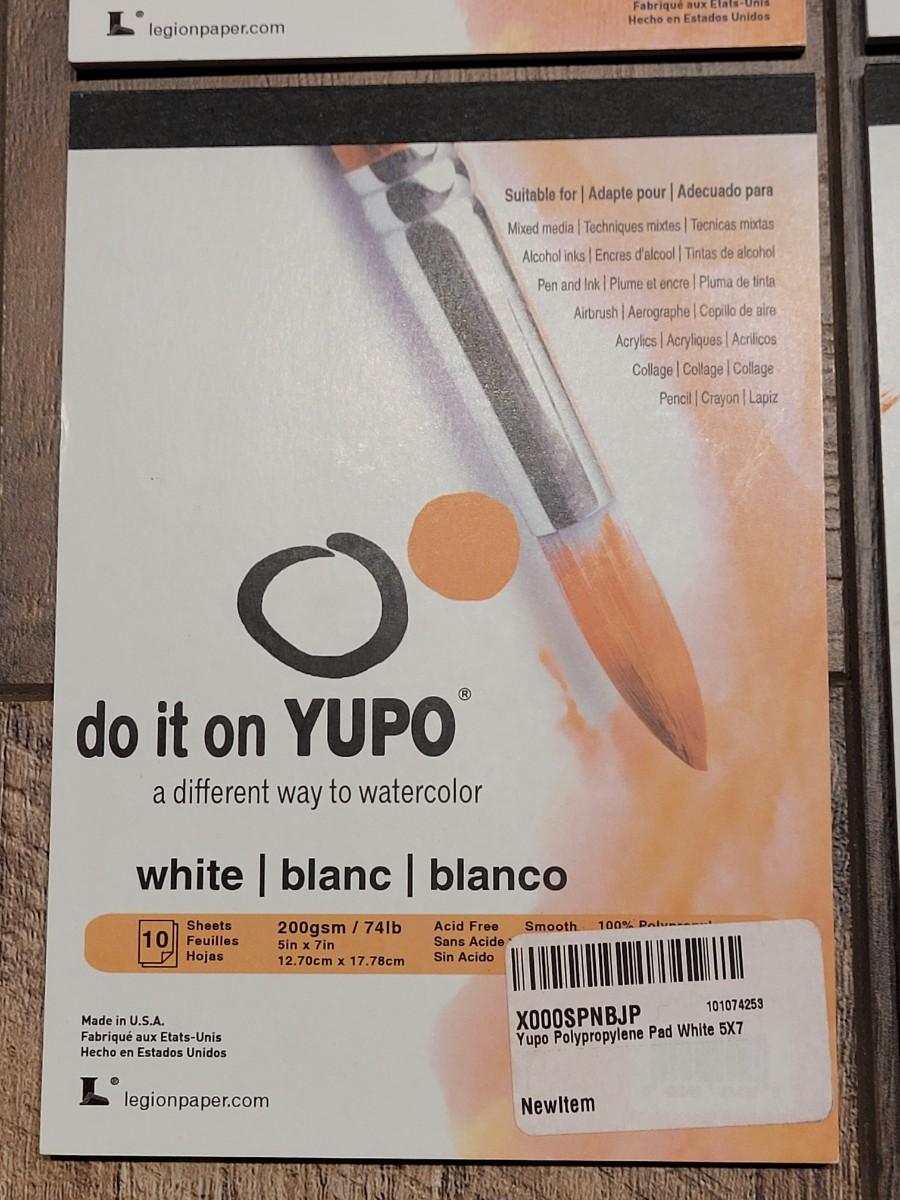 legionpaper.com
Fabriqué aux Etats-Unis
Hecho en Estados Unidos
Suitable for | Adapte pour | Adecuado para
Mixed media | Techniques mixtes | Tecnicas mixtas
Alcohol inks | Encres d'alcool | Tintas de alcohol
Pen and Ink | Plume et encre | Pluma de tinta
Airbrush | Aerographe | Cepillo de aire
Acrylics | Acryliques | Acrilicos
Collage | Collage | Collage
Pencil | Crayon | Lapiz
do it on YUPO®
a different way to watercolor
white | blanc | blanco
10
Sheets
Feuilles
Hojas
200gsm / 74lb
5in x 7in
12.70cm x 17.78cm
Acid Free
Sans Acide
Sin Acido
Smooth
100%
X000SPNBJP
101074253
Yupo Polypropylene Pad White 5X7
NewItem
Made in U.S.A.
Fabriqué aux Etats-Unis
Hecho en Estados Unidos
legionpaper.com